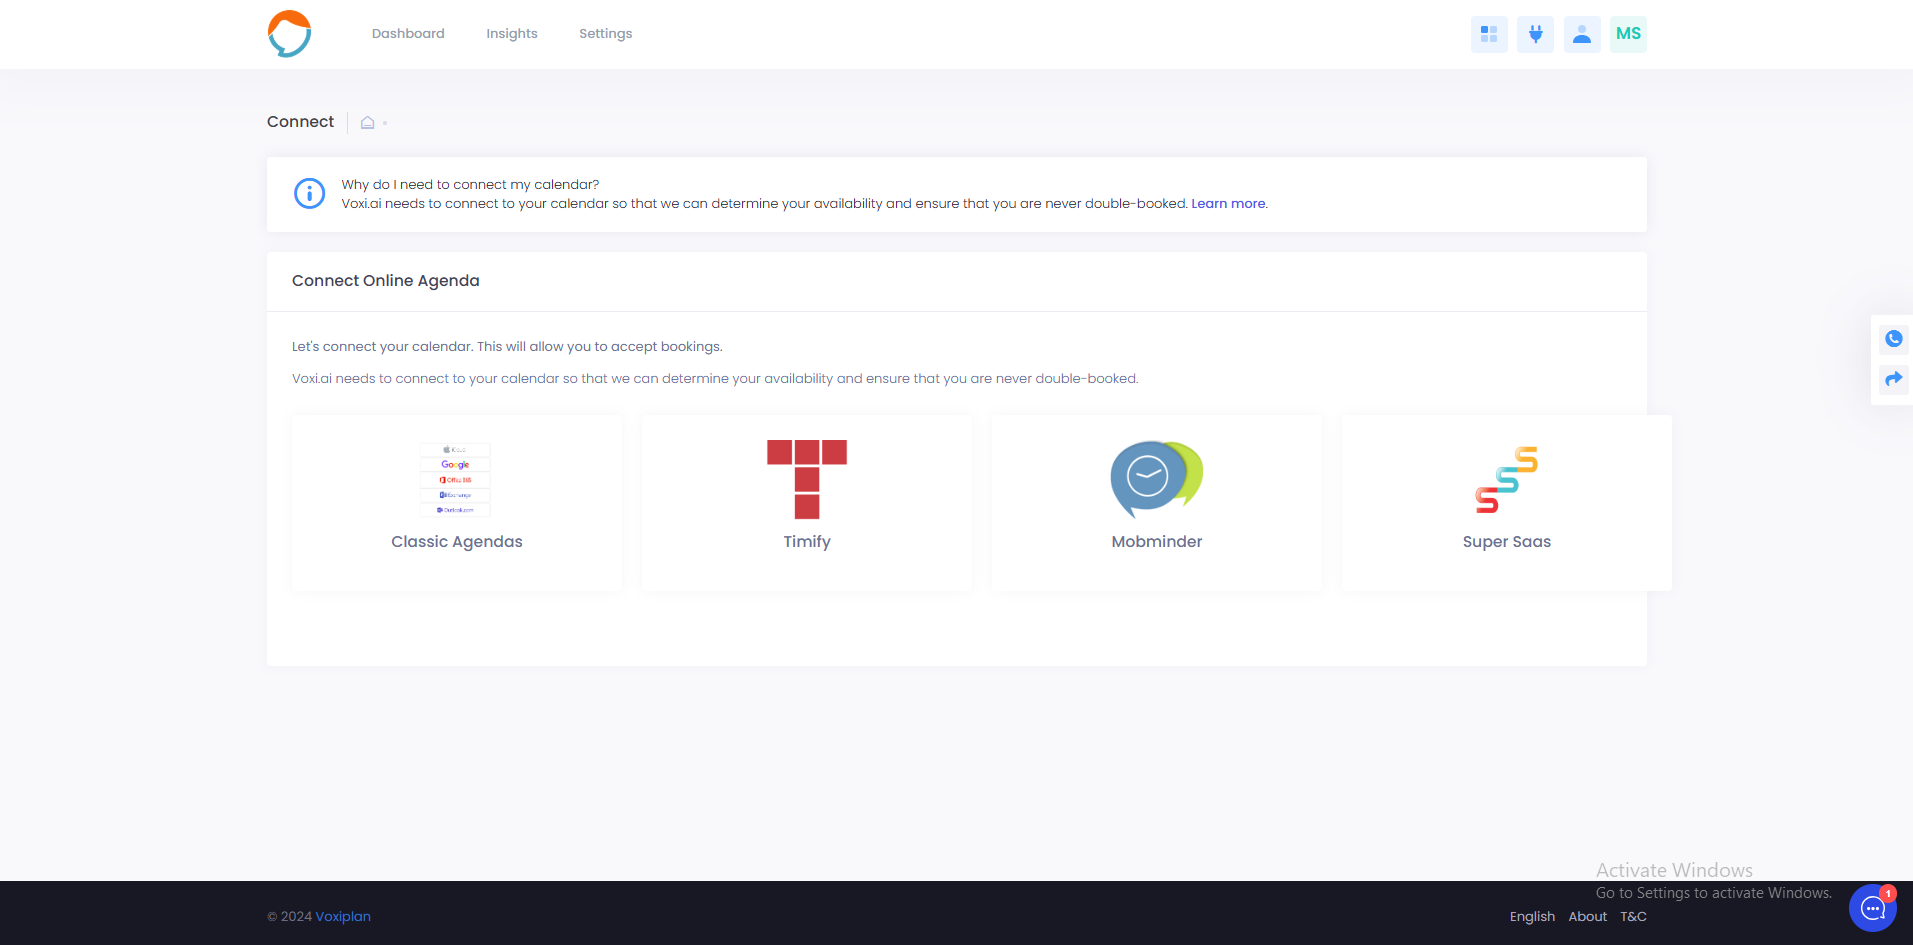 Dashboard Insights Settings MS
Connect
Why do I need to connect my calendar?
Voxi.ai needs to connect to your calendar so that we can determine your availability and ensure that you are never double-booked. Learn more.
Connect Online Agenda
Let's connect your calendar. This will allow you to accept bookings.
Voxi.ai needs to connect to your calendar so that we can determine your availability and ensure that you are never double-booked.
Google
Office 365
Exchange
Outlook.com
Classic Agendas
Timify
Mobminder
SSS
Super Saas
Activate Windows
Go to Settings to activate Windows.
1
© 2024 Voxiplan
English About T&C